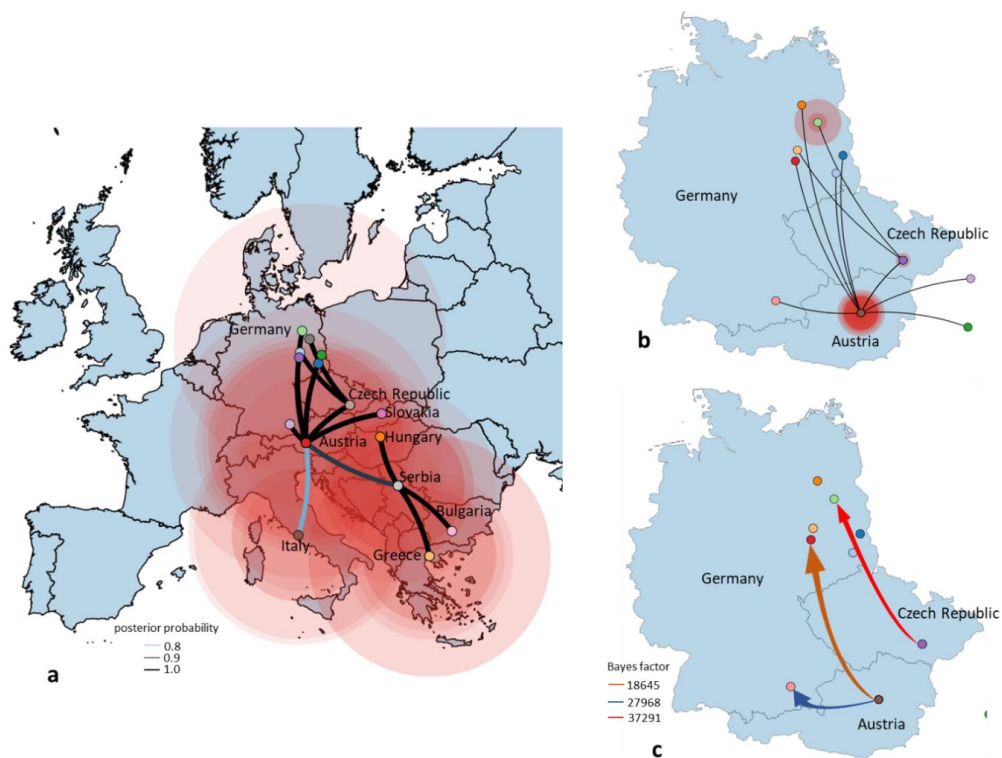 Germany
Czech Republic
Slovakia
Austria
Hungary
Serbia
Bulgaria
Italy
Greece
posterior probability
0.8
0.9
1.0
a
Germany
Czech Republic
Austria
b
Germany
Czech Republic
Austria
Bayes factor
18645
27968
37291
c